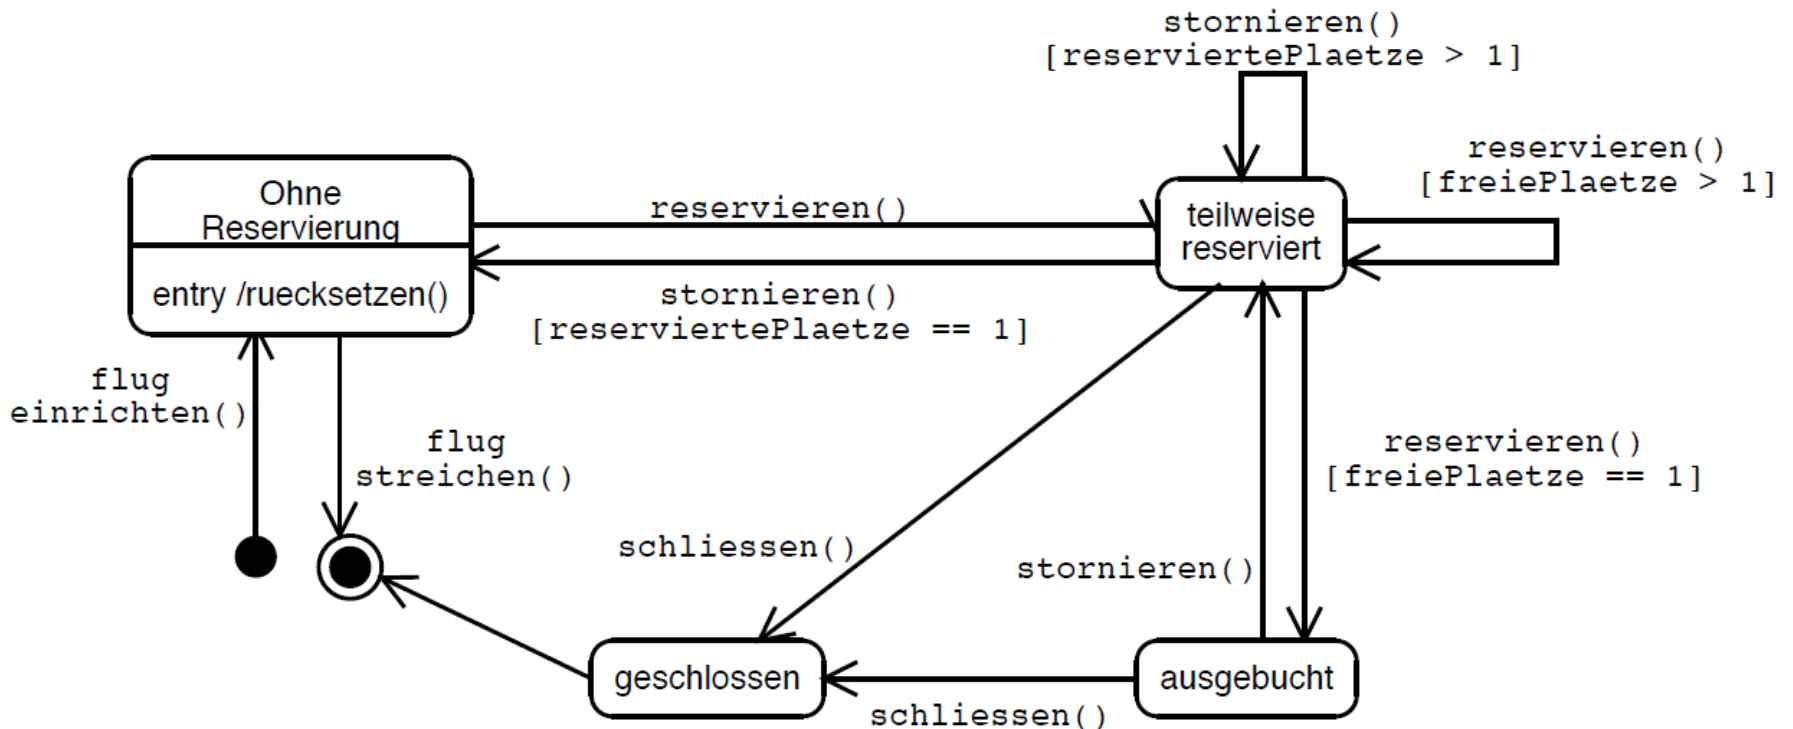 stornieren()
[reserviertePlaetze > 1]
reservieren()
[freiePlaetze > 1]
Ohne
Reservierung
entry /ruecksetzen()
reservieren()
teilweise
reserviert
stornieren()
[reserviertePlaetze == 1]
flug
einrichten()
flug
streichen()
reservieren()
[freiePlaetze == 1]
schliessen()
stornieren()
geschlossen
ausgebucht
schliessen()